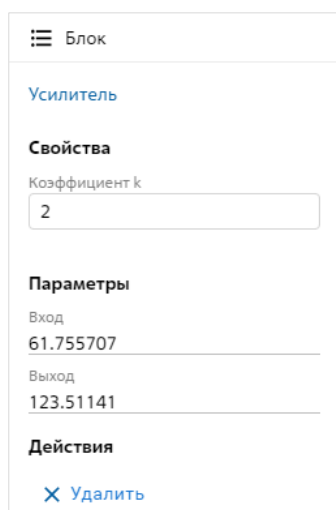 Блок
Усилитель
Свойства
Коэффициент k
2
Параметры
Вход
61.755707
Выход
123.51141
Действия
Удалить